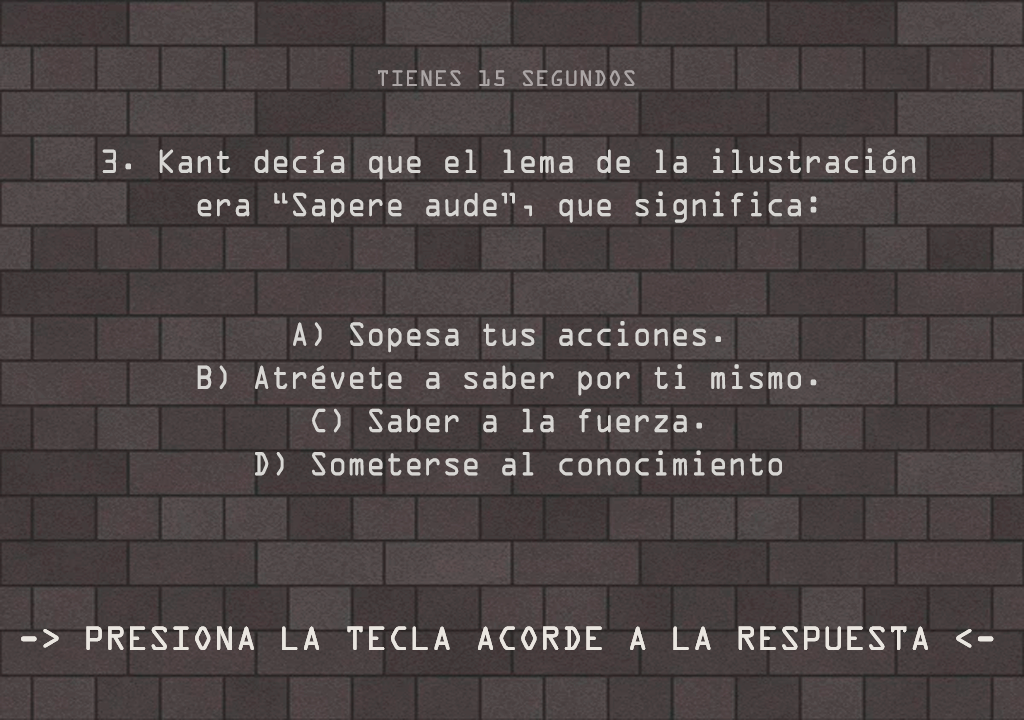 TIENES 15 SEGUNDOS
3. Kant decía que el lema de la ilustración
era “Sapere aude”, que significa:
A) Sopesa tus acciones.
B) Atrévete a saber por ti mismo.
C) Saber a la fuerza.
D) Someterse al conocimiento
-> PRESIONA LA TECLA ACORDE A LA RESPUESTA <-